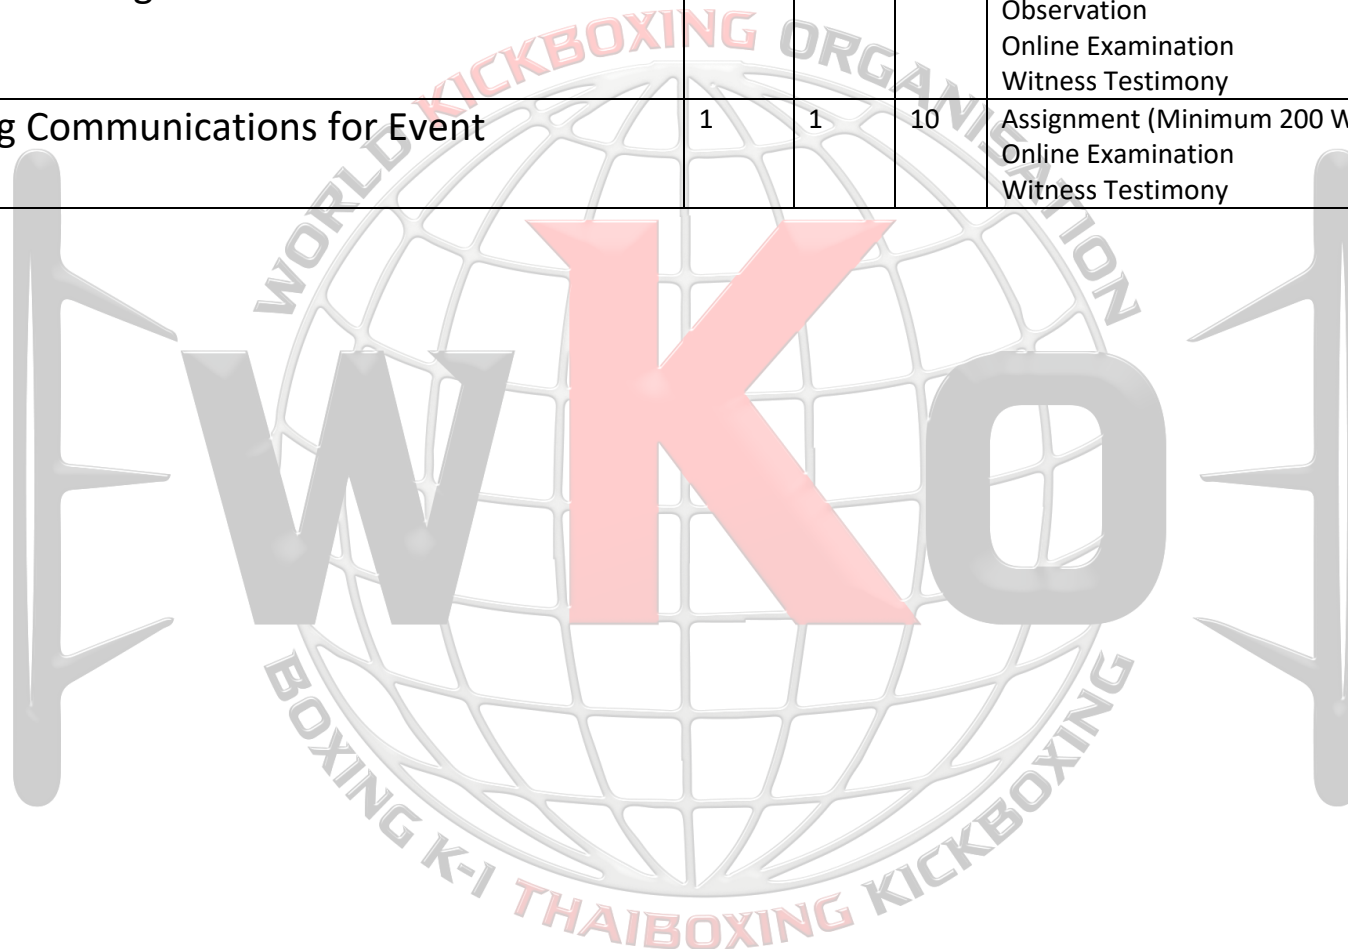 Observation
Online Examination
Witness Testimony
g Communications for Event 1 1 10 Assignment (Minimum 200 W
Online Examination
Witness Testimony
WORLD KICKBOXING ORGANISATION
WKO
BOXING K-1 THAIBOXING KICKBOXING